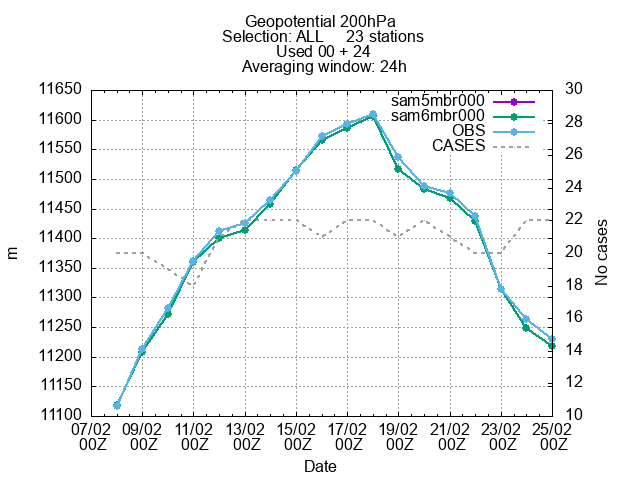 Geopotential 200hPa
Selection: ALL 23 stations
Used 00 + 24
Averaging window: 24h
11650
11600
11550
11500
11450
11400
11350
11300
11250
11200
11150
11100
m
sam5mbr000
sam6mbr000
OBS
CASES
30
28
26
24
22
20
18
16
14
12
10
No cases
07/02 09/02 11/02 13/02 15/02 17/02 19/02 21/02 23/02 25/02
00Z 00Z 00Z 00Z 00Z 00Z 00Z 00Z 00Z 00Z
Date